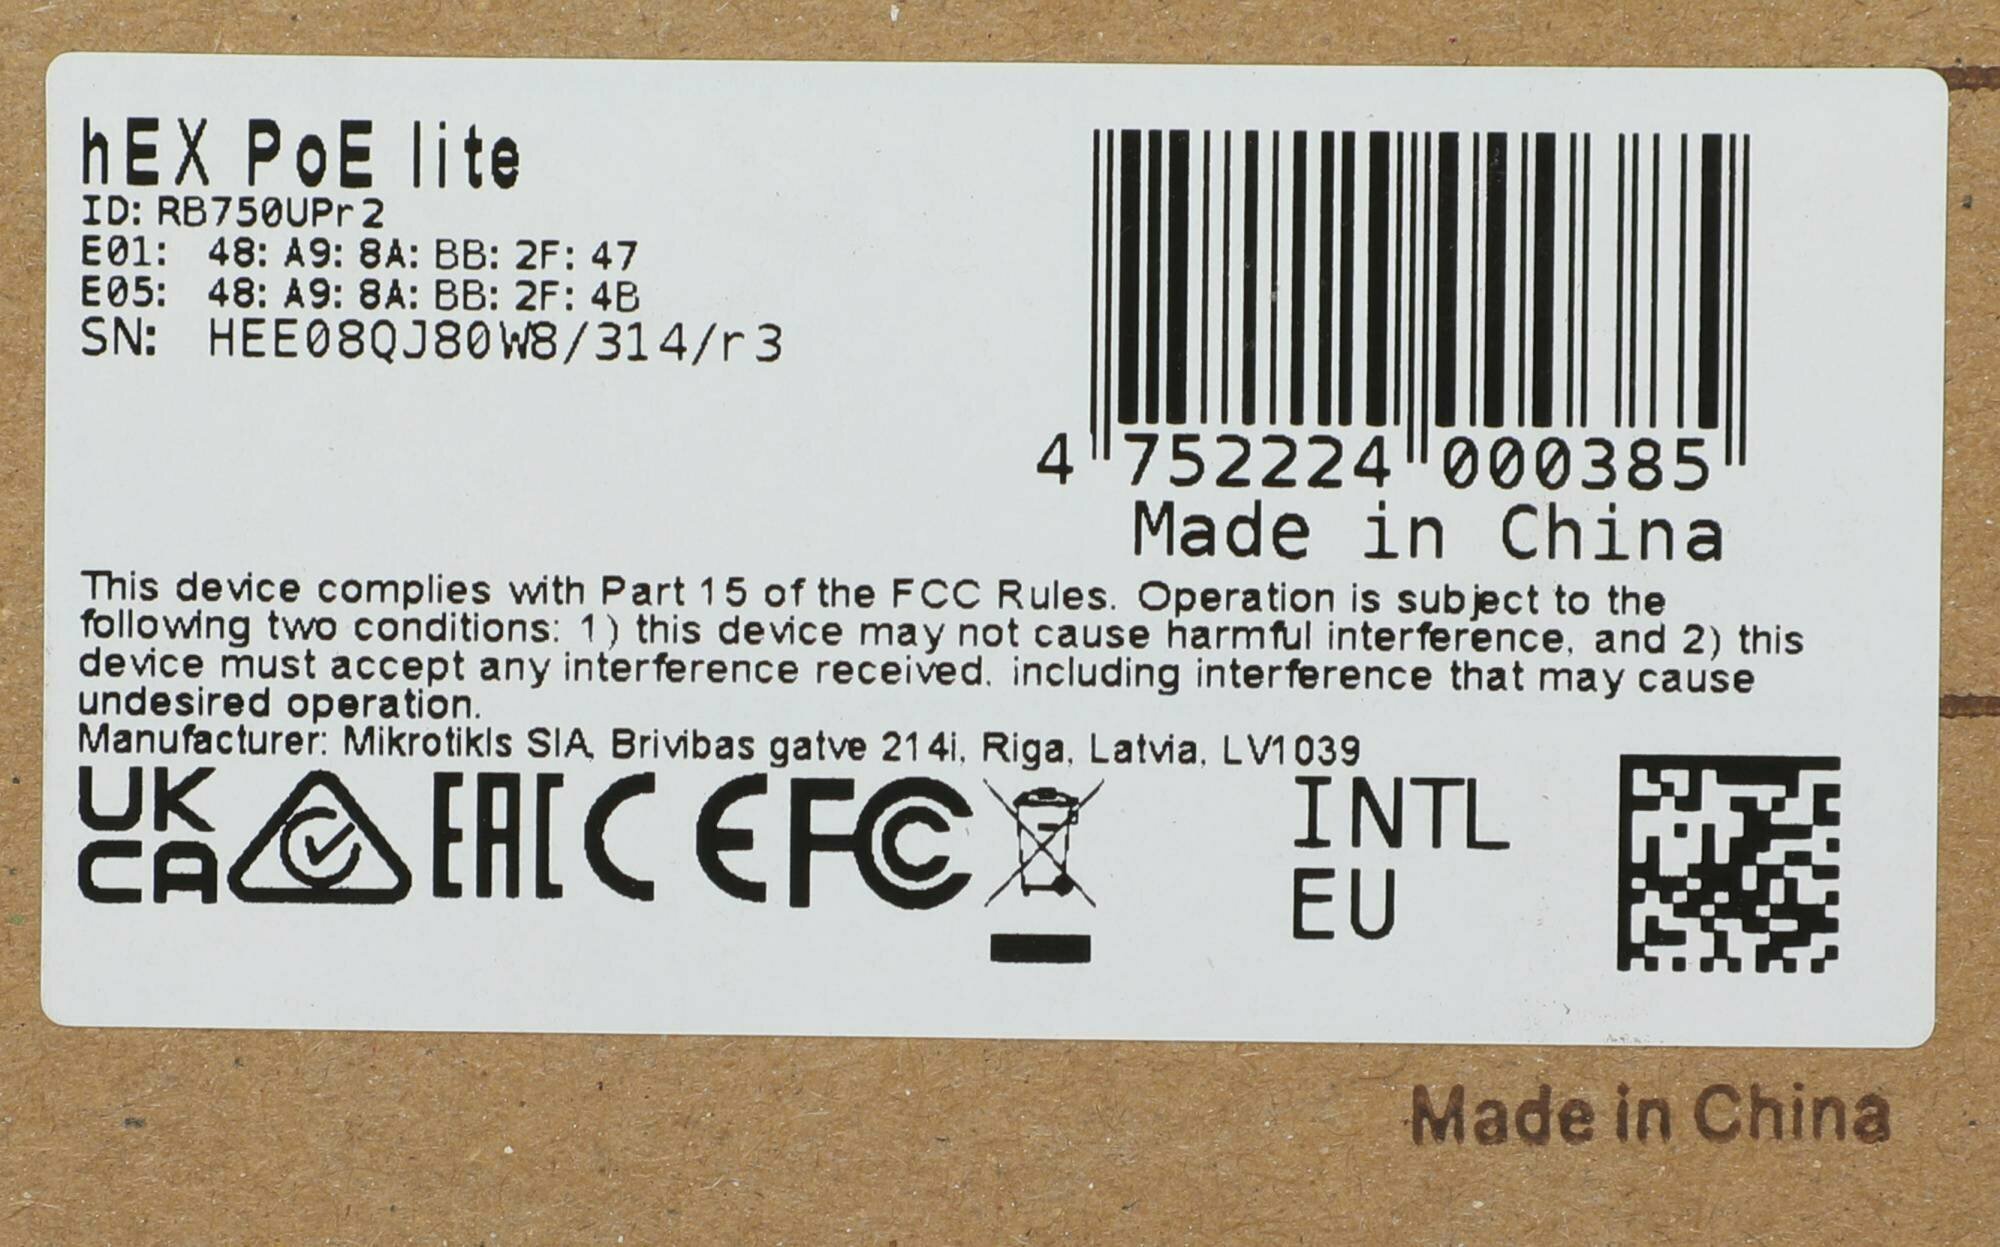 hEX PoE lite
ID: RB750UPr2
E01: 48: A9: 8A: BB: 2F: 47
E05: 48: A9: 8A: BB: 2F: 4B
SN: HEE08QJ80W8/314/r3
4 752224 000385
Made in China
This device complies with Part 15 of the FCC Rules. Operation is subject to the
following two conditions: 1) this device may not cause harmful interference, and 2) this
device must accept any interference received. including interference that may cause
undesired operation.
Manufacturer: Mikrotikls SIA, Brivibas gatve 214i, Riga, Latvia, LV1039
UK
CA
EAC CE FC
INTL
EU
Made in China